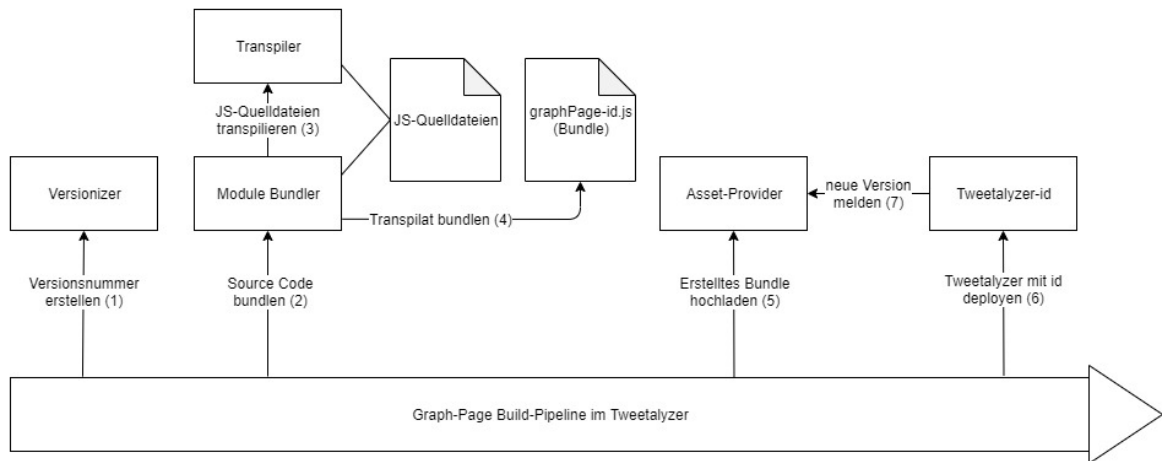 Transpiler
JS-Quelldateien
transpilieren (3)
JS-Quelldateien
graphPage-id.js
(Bundle)
Versionizer
Module Bundler
Transpilat bundlen (4)
Asset-Provider
neue Version
melden (7)
Tweetalyzer-id
Versionsnummer
erstellen (1)
Source Code
bundlen (2)
Erstelltes Bundle
hochladen (5)
Tweetalyzer mit id
deployen (6)
Graph-Page Build-Pipeline im Tweetalyzer